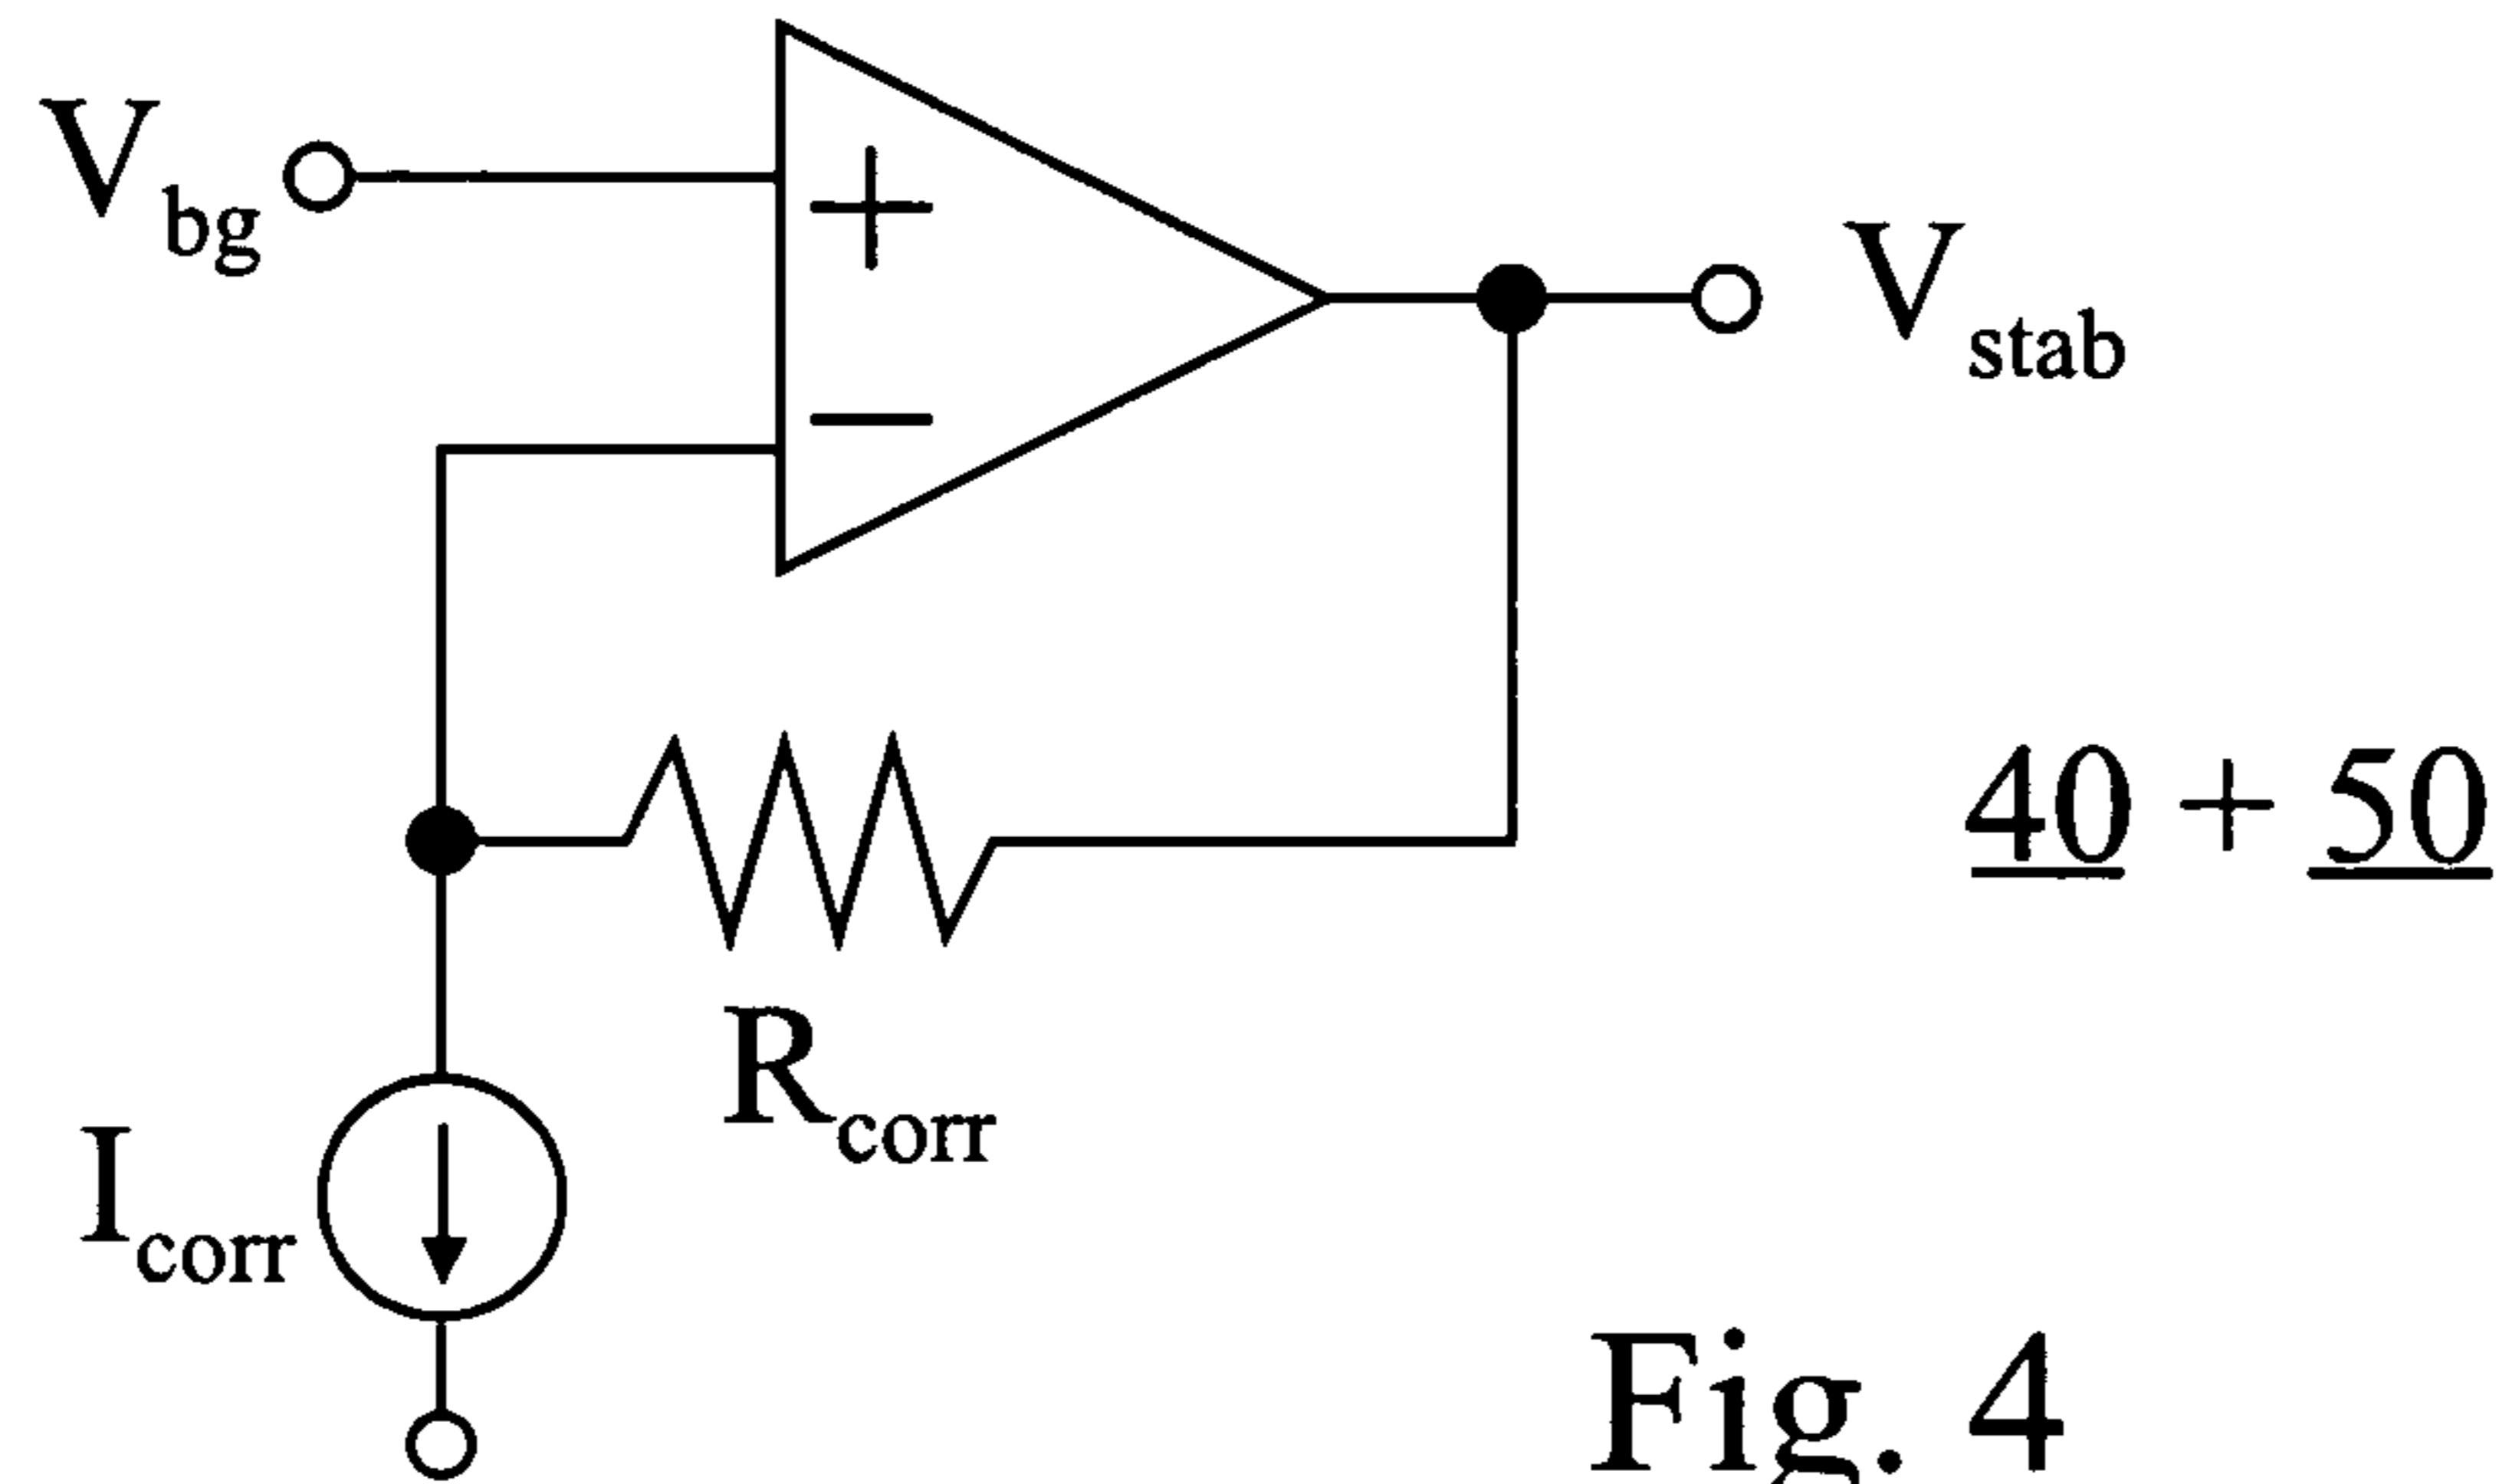 V_bg
+
−
V_stab
40 + 50
R_corr
I_corr
Fig. 4